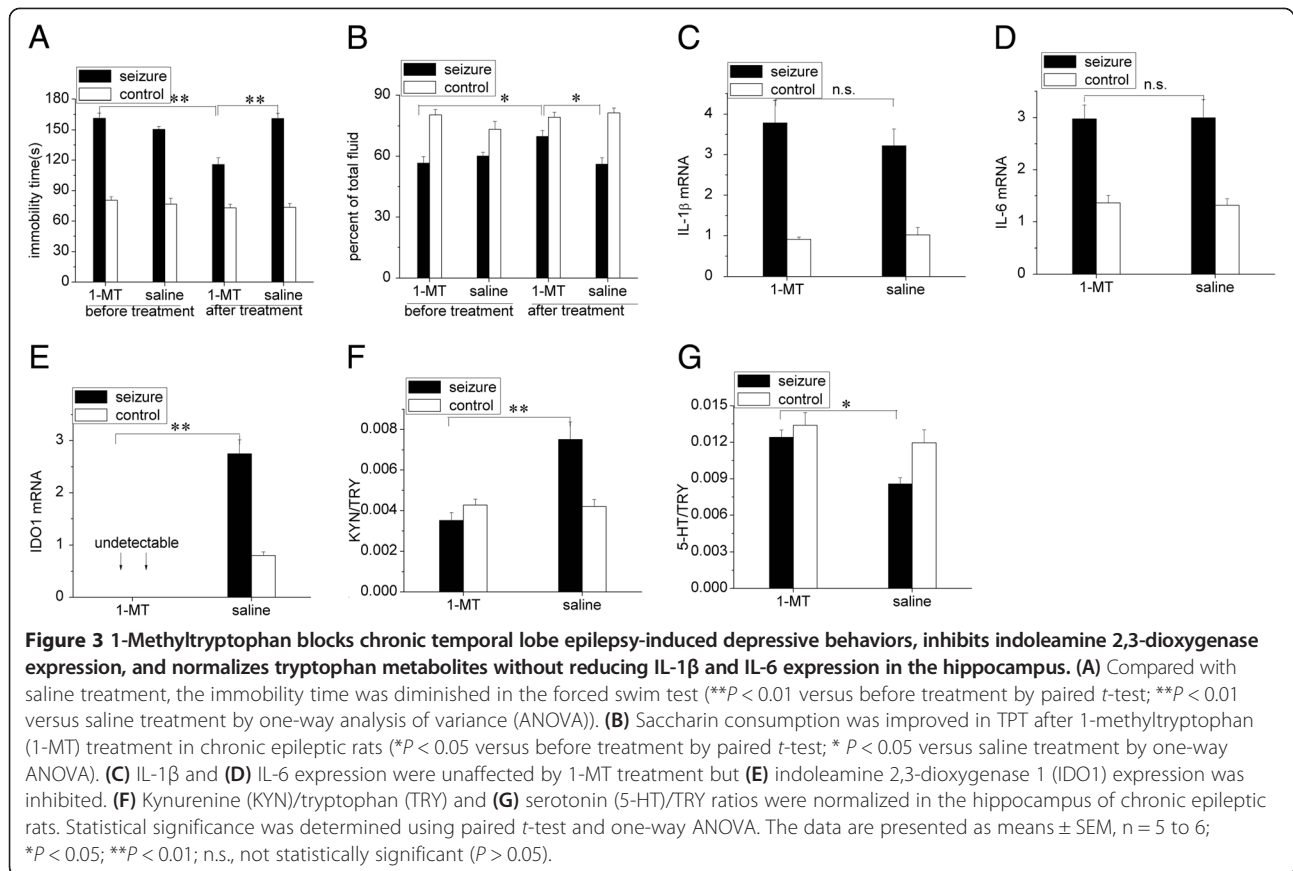 A
seizure
control
immobility time(s)
180
150
120
90
60
30
0
**
**
1-MT
saline
1-MT
saline
before treatment
after treatment
B
seizure
control
percent of total fluid
90
60
30
0
*
*
1-MT
saline
1-MT
saline
before treatment
after treatment
C
seizure
control
IL-1β mRNA
4
3
2
1
0
n.s.
1-MT
saline
D
seizure
control
IL-6 mRNA
3
2
1
0
n.s.
1-MT
saline
E
seizure
control
IDO1 mRNA
3
2
1
0
**
undetectable
1-MT
saline
F
seizure
control
KYN/TRY
0.008
0.006
0.004
0.002
0.000
**
1-MT
saline
G
seizure
control
5-HT/TRY
0.015
0.012
0.009
0.006
0.003
0.000
*
1-MT
saline
Figure 3 1-Methyltryptophan blocks chronic temporal lobe epilepsy-induced depressive behaviors, inhibits indoleamine 2,3-dioxygenase
expression, and normalizes tryptophan metabolites without reducing IL-1β and IL-6 expression in the hippocampus. (A) Compared with
saline treatment, the immobility time was diminished in the forced swim test (**P < 0.01 versus before treatment by paired t-test; **P < 0.01
versus saline treatment by one-way analysis of variance (ANOVA)). (B) Saccharin consumption was improved in TPT after 1-methyltryptophan
(1-MT) treatment in chronic epileptic rats (*P < 0.05 versus before treatment by paired t-test; * P < 0.05 versus saline treatment by one-way
ANOVA). (C) IL-1β and (D) IL-6 expression were unaffected by 1-MT treatment but (E) indoleamine 2,3-dioxygenase 1 (IDO1) expression was
inhibited. (F) Kynurenine (KYN)/tryptophan (TRY) and (G) serotonin (5-HT)/TRY ratios were normalized in the hippocampus of chronic epileptic
rats. Statistical significance was determined using paired t-test and one-way ANOVA. The data are presented as means ± SEM, n = 5 to 6;
*P < 0.05; **P < 0.01; n.s., not statistically significant (P > 0.05).